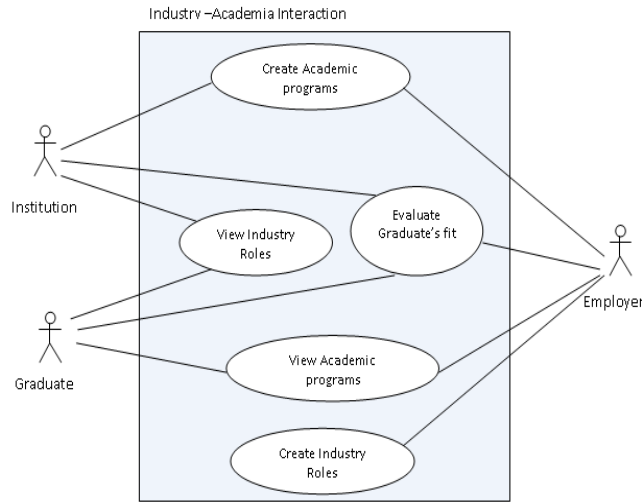 Industry –Academia Interaction
Create Academic
programs
Institution
Evaluate
Graduate's fit
View Industry
Roles
Employer
Graduate
View Academic
programs
Create Industry
Roles